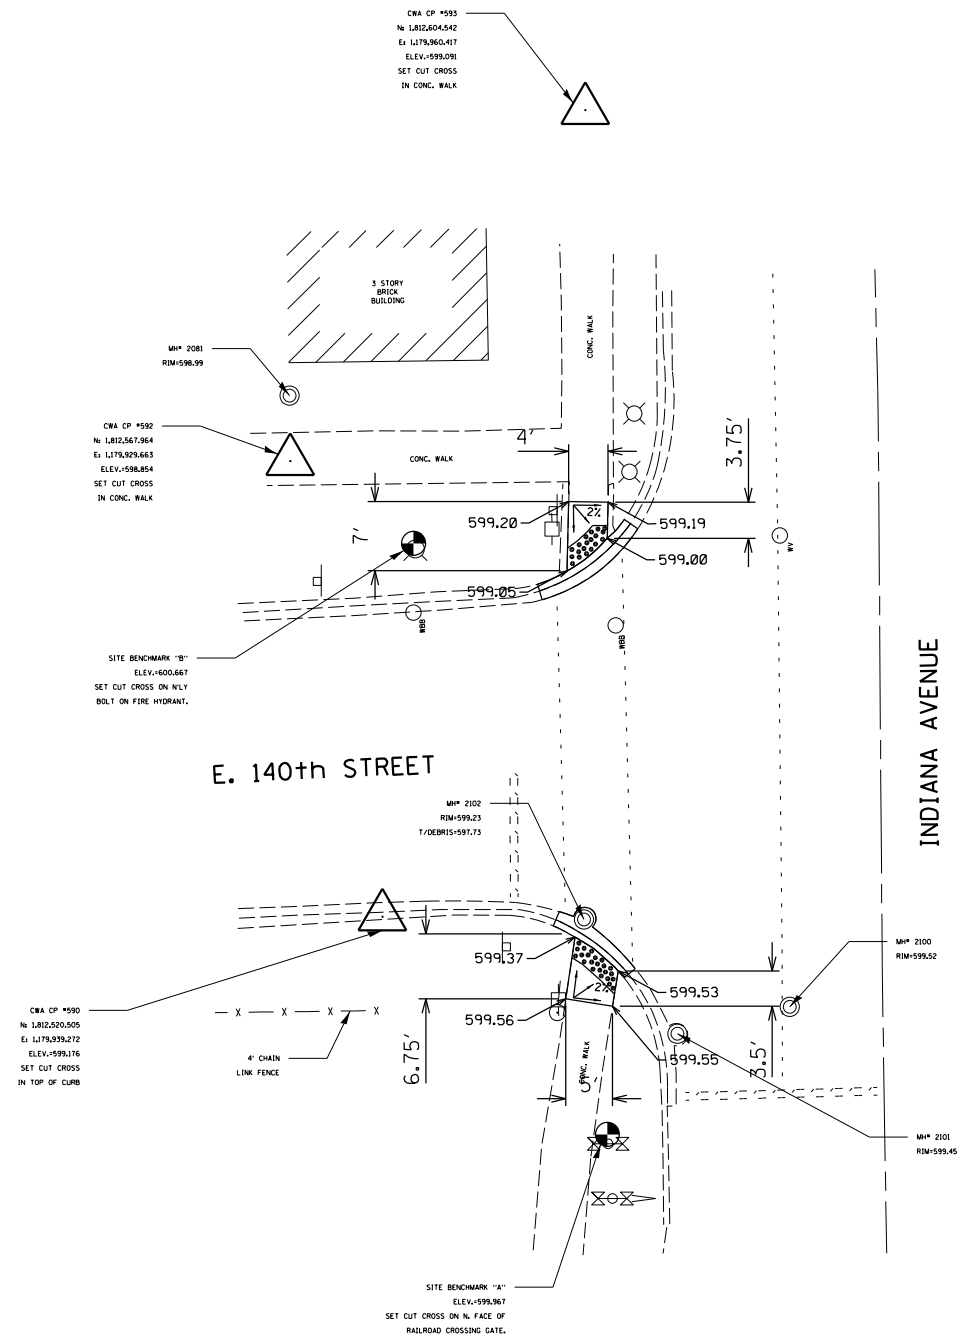 CWA CP #593
N: 1,812,604.542
E: 1,179,960.417
ELEV.=599.091
SET CUT CROSS
IN CONC. WALK
3 STORY
BRICK
BUILDING
CONC. WALK
MH# 2081
RIM=598.99
CWA CP #592
N: 1,812,567.964
E: 1,179,929.663
ELEV.=598.854
SET CUT CROSS
IN CONC. WALK
CONC. WALK
4'
3.75'
7'
599.20
2%
599.19
599.00
599.05
WV
WBB
WBB
SITE BENCHMARK "B"
ELEV.=600.667
SET CUT CROSS ON N'LY
BOLT ON FIRE HYDRANT.
E. 140th STREET
INDIANA AVENUE
MH# 2102
RIM=599.23
T/DEBRIS=597.73
MH# 2100
RIM=599.52
599.37
599.53
2%
599.56
599.55
6.75'
3.5'
CONC. WALK
CWA CP #590
N: 1,812,520.505
E: 1,179,939.272
ELEV.=599.176
SET CUT CROSS
IN TOP OF CURB
X X X X
4' CHAIN
LINK FENCE
MH# 2101
RIM=599.45
SITE BENCHMARK "A"
ELEV.=599.967
SET CUT CROSS ON N. FACE OF
RAILROAD CROSSING GATE.